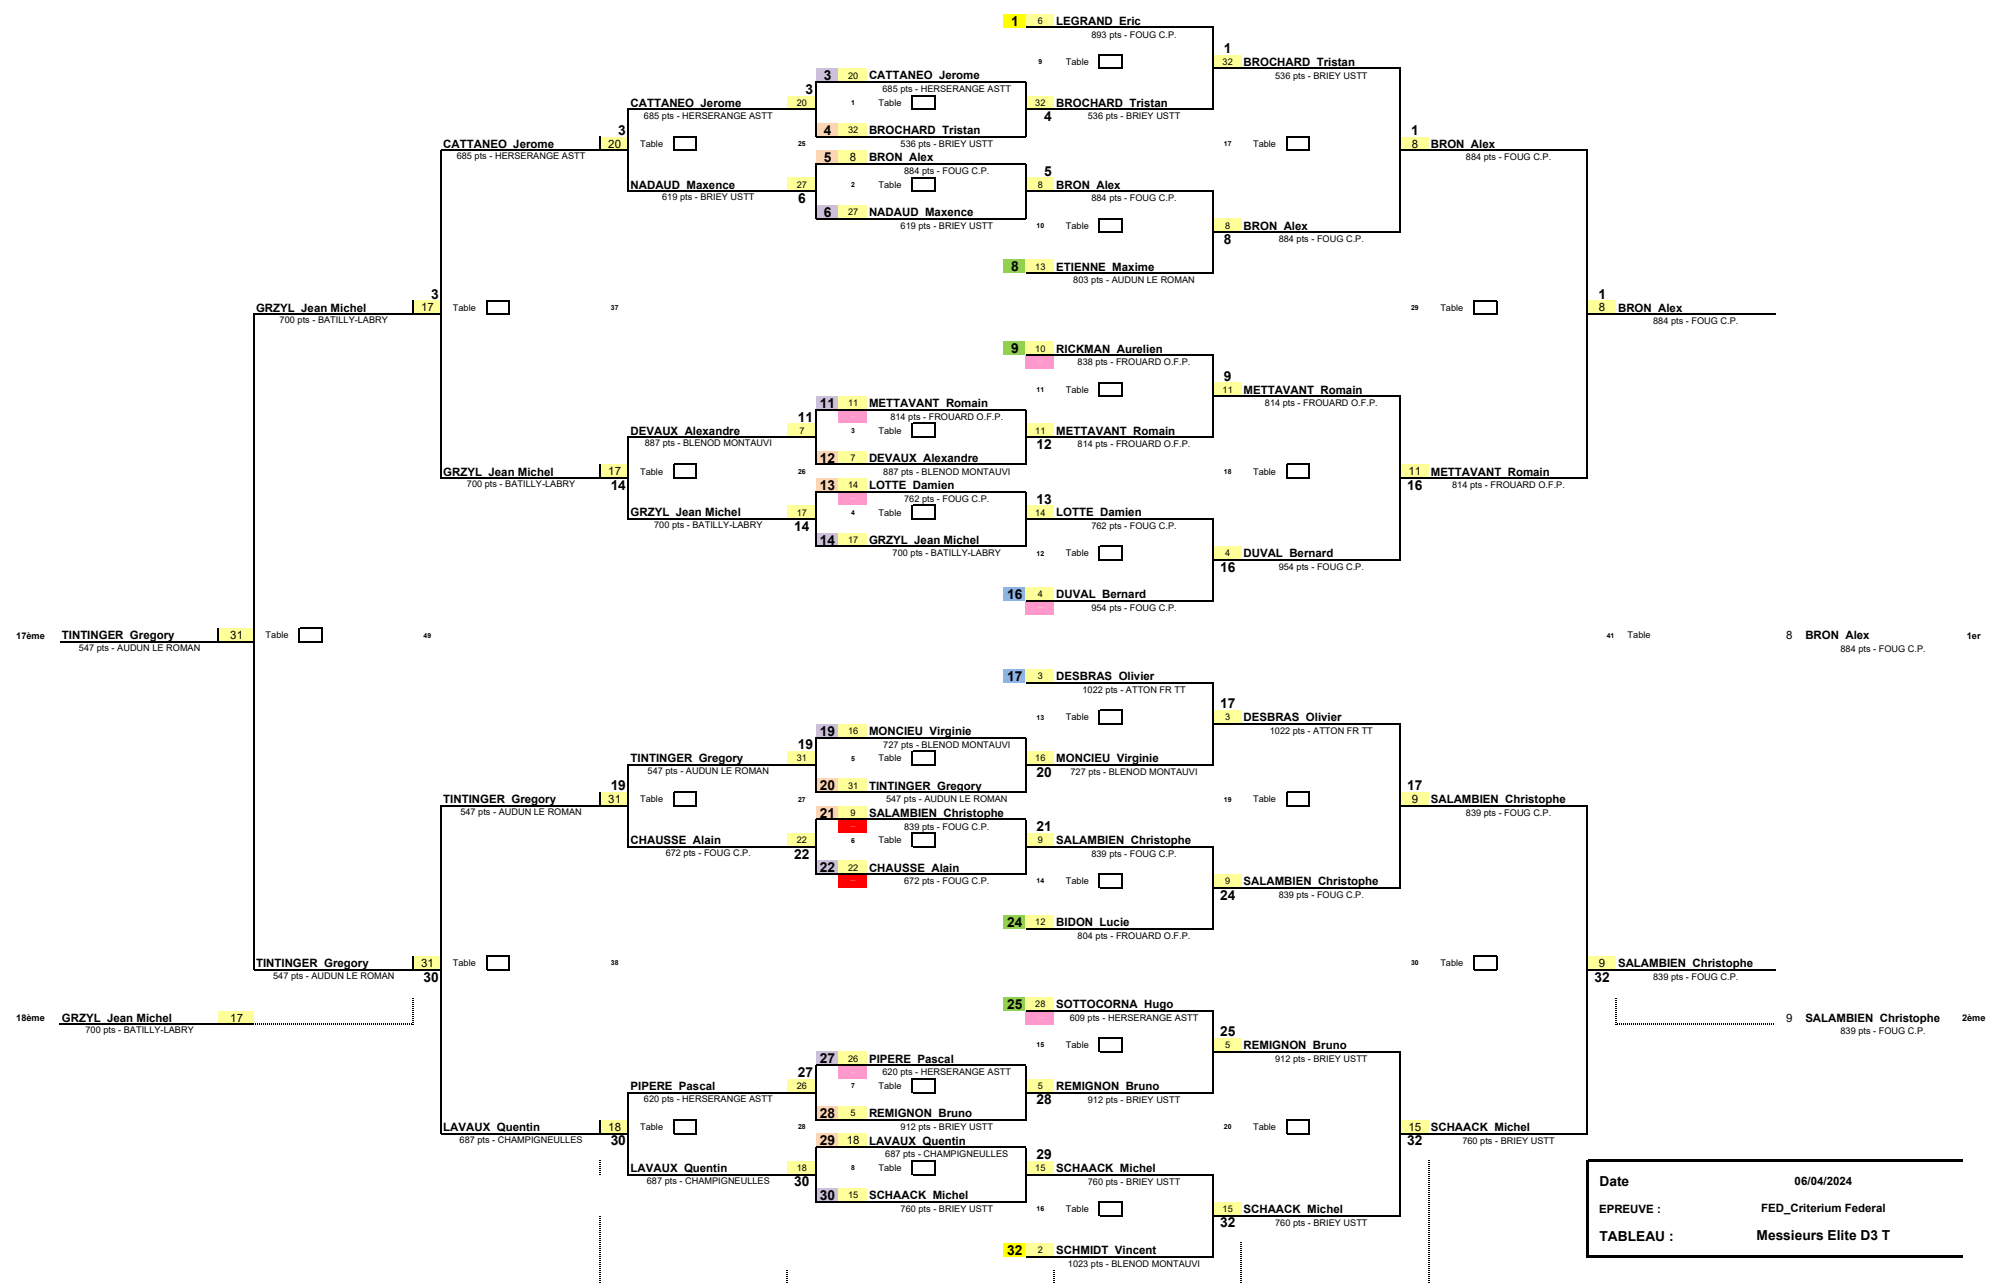 1 6 LEGRAND Eric
893 pts - FOUG C.P.
1
9 Table 32 BROCHARD Tristan
3 20 CATTANEO Jerome 536 pts - BRIEY USTT
3 685 pts - HERSERANGE ASTT
CATTANEO Jerome 20 1 Table 32 BROCHARD Tristan
685 pts - HERSERANGE ASTT 4 536 pts - BRIEY USTT
3 4 32 BROCHARD Tristan 1
CATTANEO Jerome 20 Table 25 536 pts - BRIEY USTT 17 Table 8 BRON Alex
685 pts - HERSERANGE ASTT 5 8 BRON Alex 884 pts - FOUG C.P.
884 pts - FOUG C.P. 5
NADAUD Maxence 27 2 Table 8 BRON Alex
619 pts - BRIEY USTT 6 884 pts - FOUG C.P.
6 27 NADAUD Maxence
619 pts - BRIEY USTT 10 Table 8 BRON Alex
8 884 pts - FOUG C.P.
8 13 ETIENNE Maxime
803 pts - AUDUN LE ROMAN
3 1
GRZYL Jean Michel 17 Table 37 29 Table 8 BRON Alex
700 pts - BATILLY-LABRY 884 pts - FOUG C.P.
9 10 RICKMAN Aurelien
838 pts - FROUARD O.F.P.
9
11 Table 11 METTAVANT Romain
11 11 METTAVANT Romain 814 pts - FROUARD O.F.P.
11 814 pts - FROUARD O.F.P.
DEVAUX Alexandre 7 3 Table 11 METTAVANT Romain
887 pts - BLENOD MONTAUVI 12 814 pts - FROUARD O.F.P.
12 7 DEVAUX Alexandre
GRZYL Jean Michel 17 Table 26 887 pts - BLENOD MONTAUVI 18 Table 11 METTAVANT Romain
700 pts - BATILLY-LABRY 14 13 14 LOTTE Damien 16 814 pts - FROUARD O.F.P.
762 pts - FOUG C.P. 13
GRZYL Jean Michel 17 4 Table 14 LOTTE Damien
700 pts - BATILLY-LABRY 14 762 pts - FOUG C.P.
14 17 GRZYL Jean Michel
700 pts - BATILLY-LABRY 12 Table 4 DUVAL Bernard
16 954 pts - FOUG C.P.
16 4 DUVAL Bernard
954 pts - FOUG C.P.
17ème TINTINGER Gregory 31 Table 49 41 Table 8 BRON Alex 1er
547 pts - AUDUN LE ROMAN 884 pts - FOUG C.P.
17 3 DESBRAS Olivier
1022 pts - ATTON FR TT
17
13 Table 3 DESBRAS Olivier
19 16 MONCIEU Virginie 1022 pts - ATTON FR TT
19 727 pts - BLENOD MONTAUVI
TINTINGER Gregory 31 5 Table 16 MONCIEU Virginie
547 pts - AUDUN LE ROMAN 20 727 pts - BLENOD MONTAUVI
19 20 31 TINTINGER Gregory 17
TINTINGER Gregory 31 Table 27 547 pts - AUDUN LE ROMAN 19 Table 9 SALAMBIEN Christophe
547 pts - AUDUN LE ROMAN 21 9 SALAMBIEN Christophe 839 pts - FOUG C.P.
839 pts - FOUG C.P. 21
CHAUSSE Alain 22 6 Table 9 SALAMBIEN Christophe
672 pts - FOUG C.P. 22 839 pts - FOUG C.P.
22 22 CHAUSSE Alain
672 pts - FOUG C.P. 14 Table 9 SALAMBIEN Christophe
24 839 pts - FOUG C.P.
24 12 BIDON Lucie
804 pts - FROUARD O.F.P.
TINTINGER Gregory 31 Table 38 30 Table 9 SALAMBIEN Christophe
547 pts - AUDUN LE ROMAN 30 32 839 pts - FOUG C.P.
25 28 SOTTOCORNA Hugo
18ème GRZYL Jean Michel 17 609 pts - HERSERANGE ASTT 9 SALAMBIEN Christophe 2ème
700 pts - BATILLY-LABRY 25 839 pts - FOUG C.P.
15 Table 5 REMIGNON Bruno
27 26 PIPERE Pascal 912 pts - BRIEY USTT
27 620 pts - HERSERANGE ASTT
PIPERE Pascal 26 7 Table 5 REMIGNON Bruno
620 pts - HERSERANGE ASTT 28 912 pts - BRIEY USTT
28 5 REMIGNON Bruno
LAVAUX Quentin 18 Table 28 912 pts - BRIEY USTT 20 Table 15 SCHAACK Michel
687 pts - CHAMPIGNEULLES 30 29 18 LAVAUX Quentin 32 760 pts - BRIEY USTT
687 pts - CHAMPIGNEULLES 29
LAVAUX Quentin 18 8 Table 15 SCHAACK Michel
687 pts - CHAMPIGNEULLES 30 760 pts - BRIEY USTT
Date 06/04/2024
30 15 SCHAACK Michel
760 pts - BRIEY USTT 16 Table 15 SCHAACK Michel
EPREUVE : FED_Criterium Federal
32 760 pts - BRIEY USTT
TABLEAU : Messieurs Elite D3 T
32 2 SCHMIDT Vincent
1023 pts - BLENOD MONTAUVI